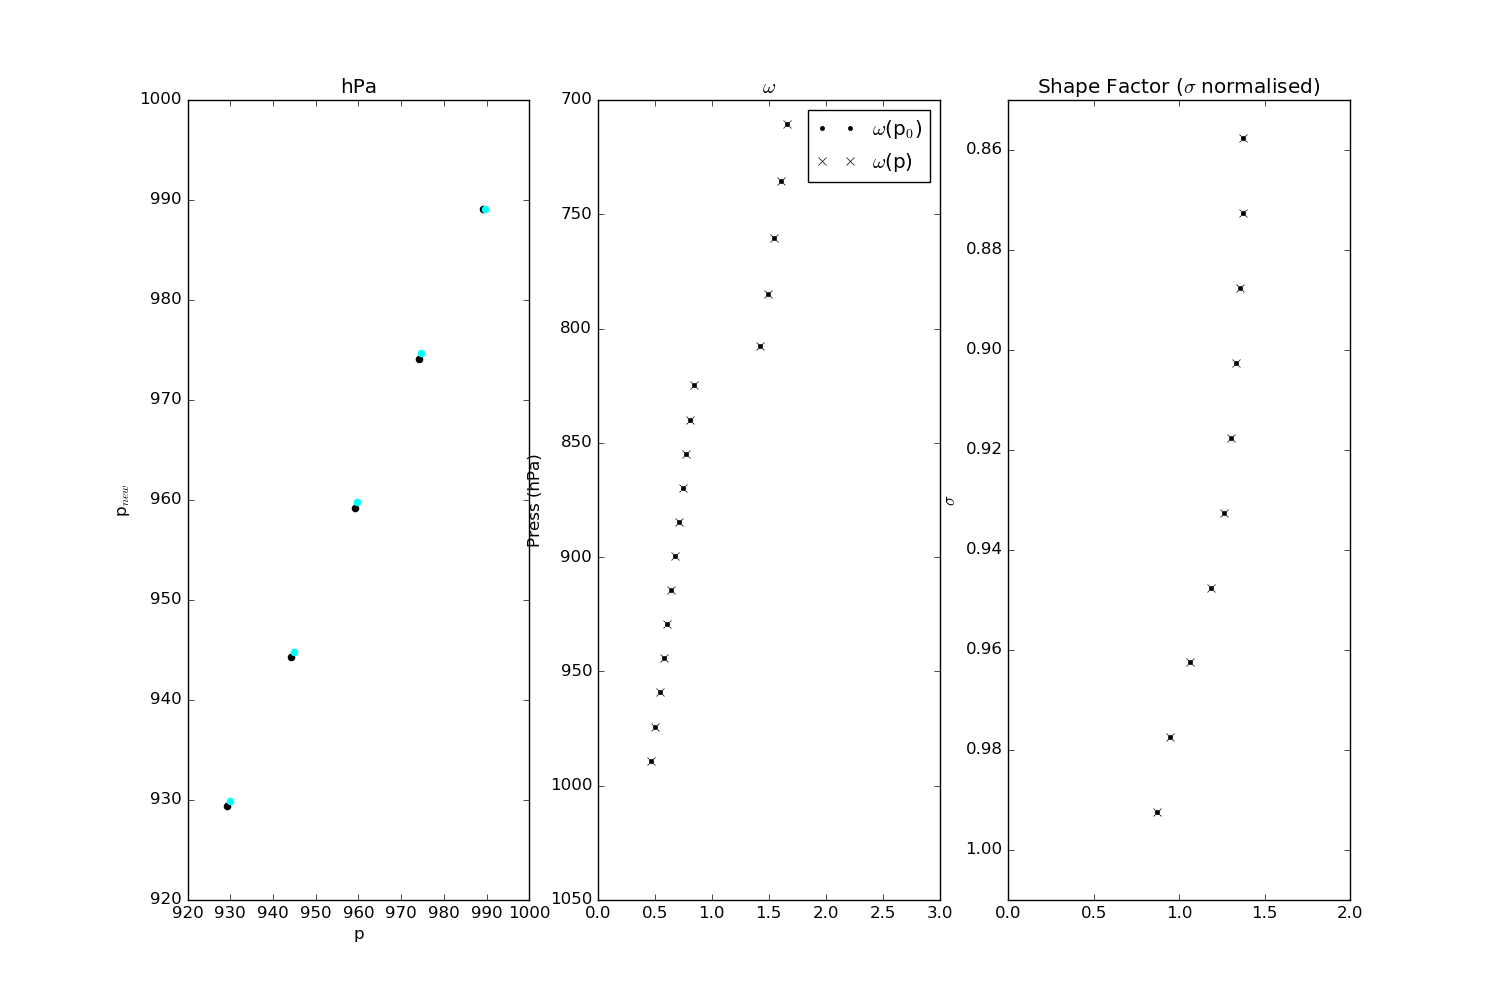 hPa
1000
990
980
970
960
950
940
930
920
920 930 940 950 960 970 980 990 1000
p
p_new
ω
700
750
800
850
900
950
1000
1050
0.0 0.5 1.0 1.5 2.0 2.5 3.0
Press (hPa)
ω(p₀)
ω(p)
Shape Factor (σ normalised)
0.86
0.88
0.90
0.92
0.94
0.96
0.98
1.00
0.0 0.5 1.0 1.5 2.0
σ